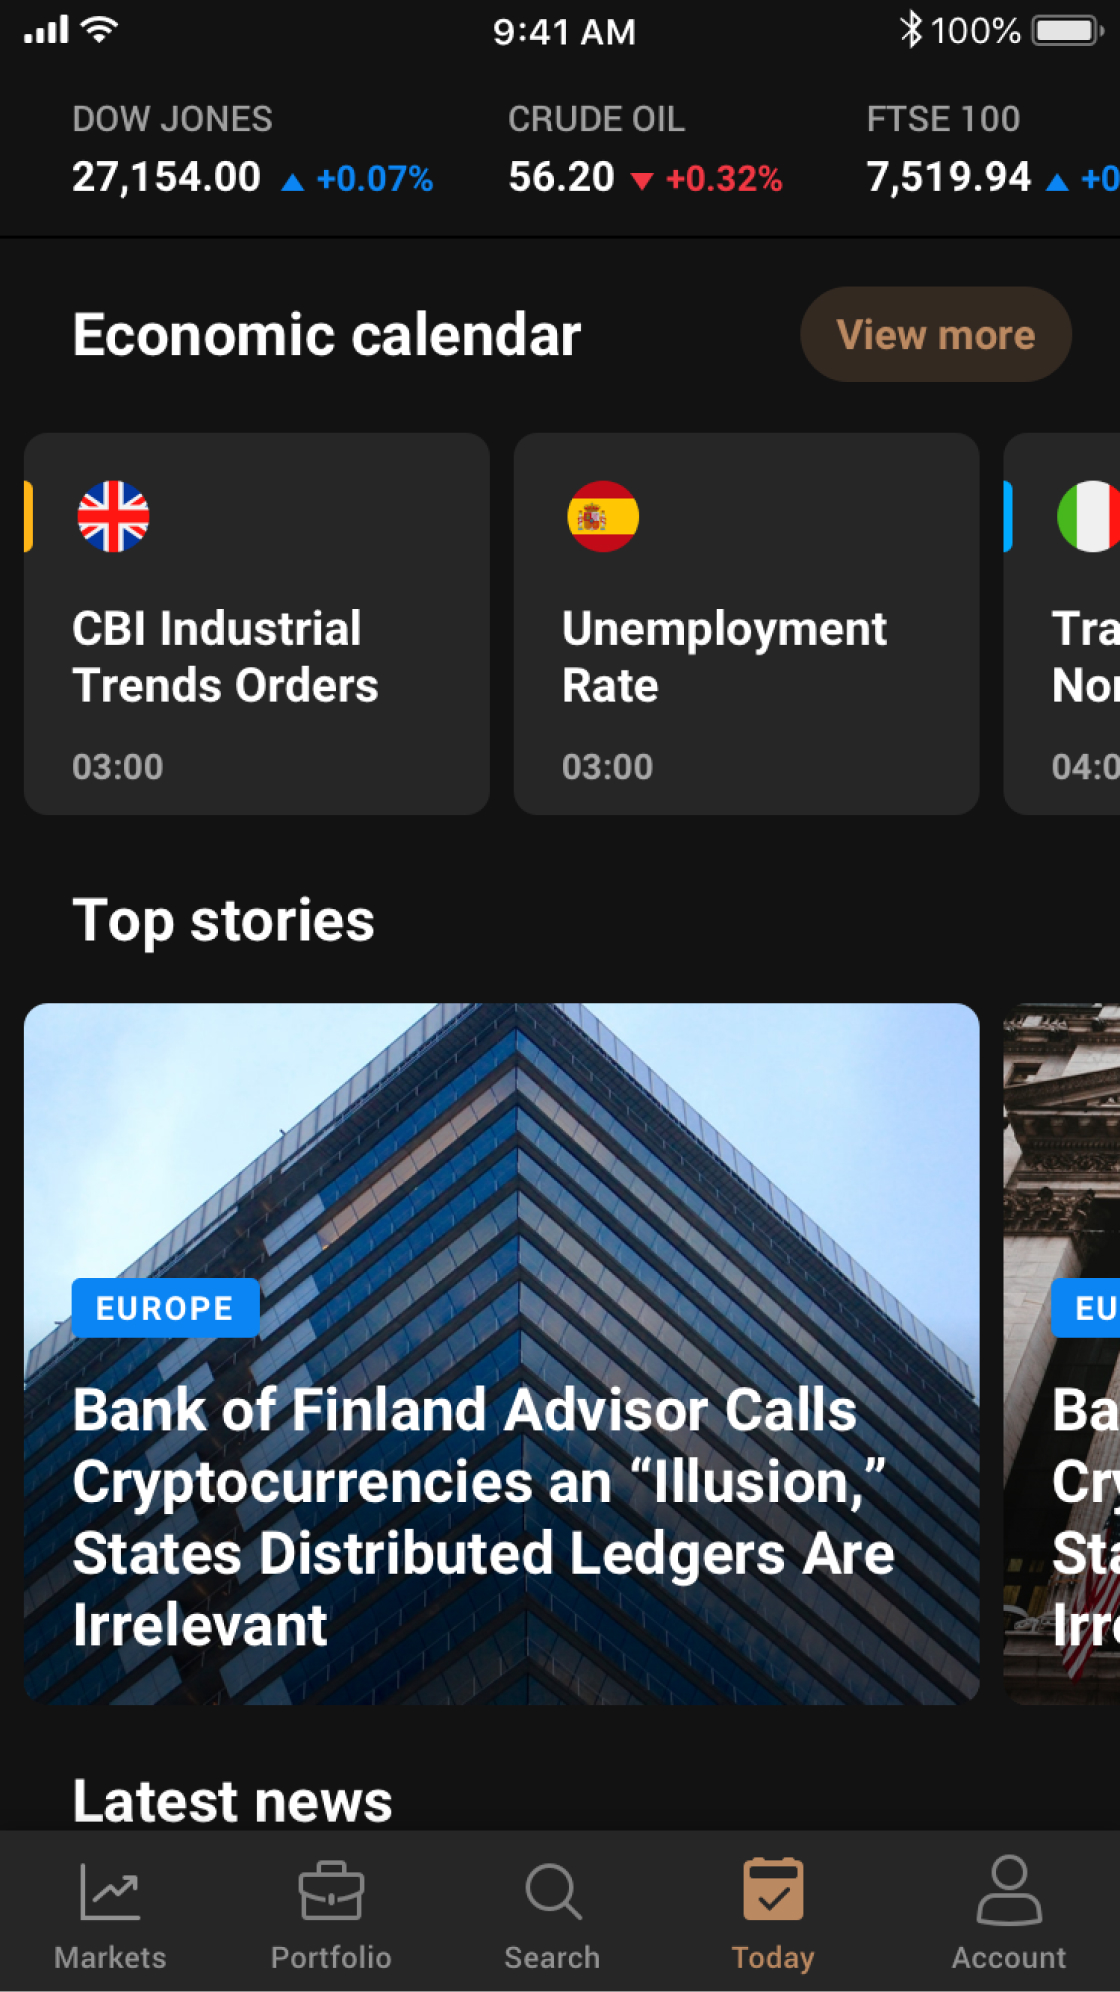 9:41 AM 100%
DOW JONES CRUDE OIL FTSE 100
27,154.00 ▲ +0.07% 56.20 ▼ +0.32% 7,519.94 ▲ +0
Economic calendar View more
CBI Industrial
Trends Orders
03:00
Unemployment
Rate
03:00
Tra
Nor
04:0
Top stories
EUROPE
Bank of Finland Advisor Calls
Cryptocurrencies an “Illusion,”
States Distributed Ledgers Are
Irrelevant
EU
Ba
Cry
Sta
Irre
Latest news
Markets Portfolio Search Today Account